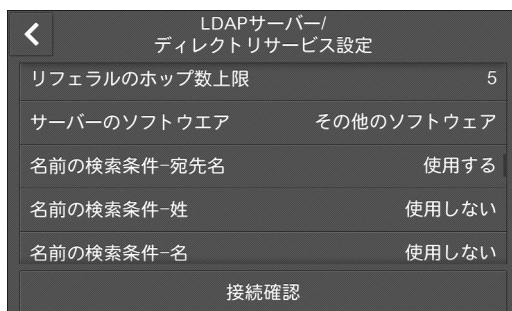 LDAPサーバー/
ディレクトリサービス設定
リフェラルのホップ数上限 5
サーバーのソフトウエア その他のソフトウェア
名前の検索条件-宛先名 使用する
名前の検索条件-姓 使用しない
名前の検索条件-名 使用しない
接続確認